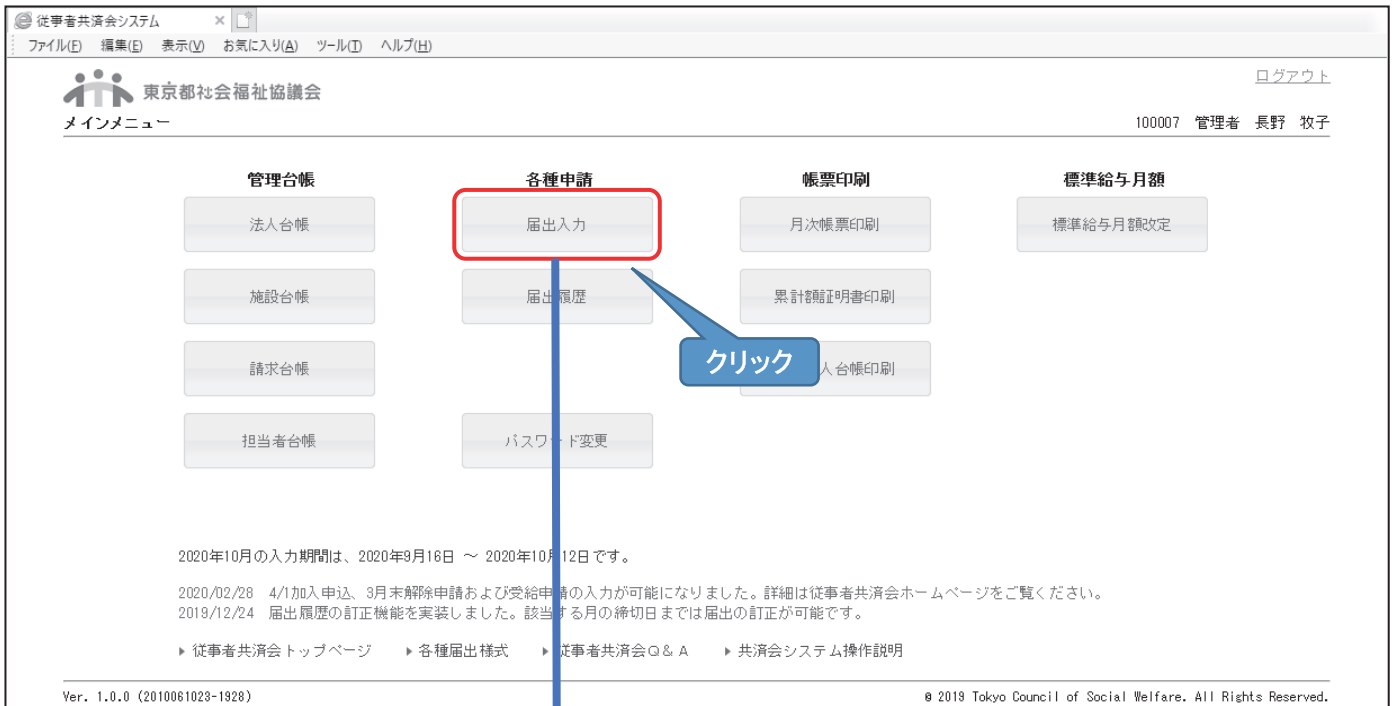 従事者共済会システム
ファイル(F) 編集(E) 表示(V) お気に入り(A) ツール(T) ヘルプ(H)
東京都社会福祉協議会
ログアウト
メインメニュー
100007 管理者 長野 牧子
管理台帳 各種申請 帳票印刷 標準給与月額
法人台帳 届出入力 月次帳票印刷 標準給与月額改定
施設台帳 届出履歴 累計額証明書印刷
クリック
請求台帳 人台帳印刷
担当者台帳 パスワード変更
2020年10月の入力期間は、2020年9月16日 ～ 2020年10月12日です。
2020/02/28 4/1加入申込、3月末解除申請および受給申請の入力が可能になりました。詳細は従事者共済会ホームページをご覧ください。
2019/12/24 届出履歴の訂正機能を実装しました。該当する月の締切日までは届出の訂正が可能です。
従事者共済会トップページ 各種届出様式 従事者共済会Q&A 共済会システム操作説明
Ver. 1.0.0 (2010061023-1928)
© 2019 Tokyo Council of Social Welfare. All Rights Reserved.